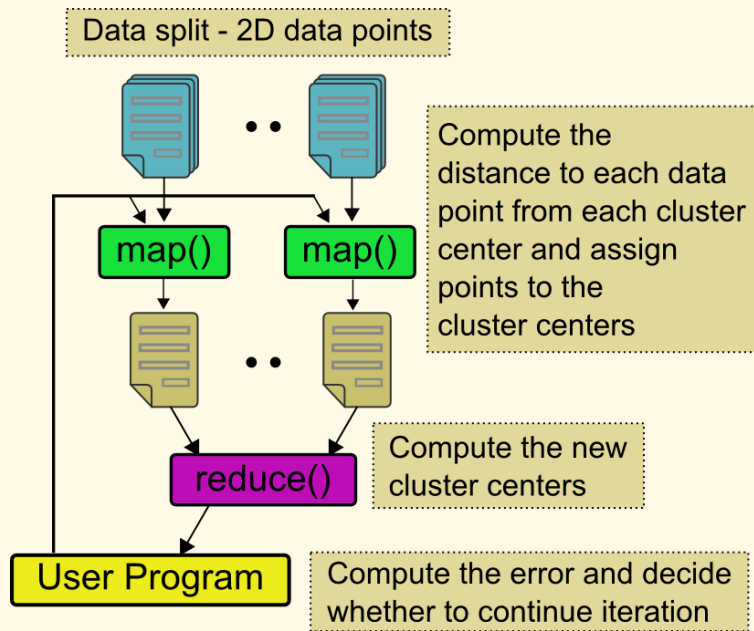 Data split - 2D data points
Compute the
distance to each data
point from each cluster
center and assign
points to the
cluster centers
map()
map()
Compute the new
cluster centers
reduce()
User Program
Compute the error and decide
whether to continue iteration